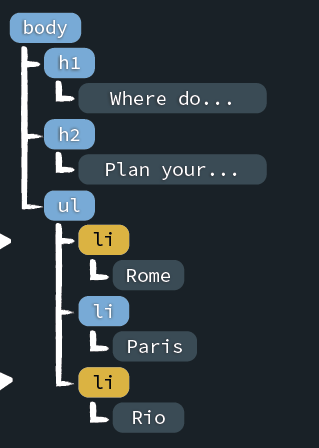 body
h1
Where do...
h2
Plan your...
ul
li
Rome
li
Paris
li
Rio